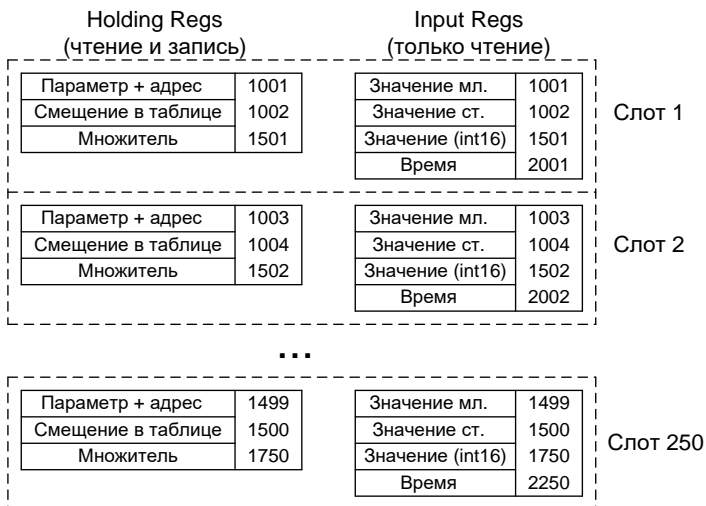 Holding Regs Input Regs
(чтение и запись) (только чтение)
Параметр + адрес 1001 Значение мл. 1001
Смещение в таблице 1002 Значение ст. 1002 Слот 1
Множитель 1501 Значение (int16) 1501
Время 2001
Параметр + адрес 1003 Значение мл. 1003
Смещение в таблице 1004 Значение ст. 1004 Слот 2
Множитель 1502 Значение (int16) 1502
Время 2002
...
Параметр + адрес 1499 Значение мл. 1499
Смещение в таблице 1500 Значение ст. 1500
Множитель 1750 Значение (int16) 1750 Слот 250
Время 2250